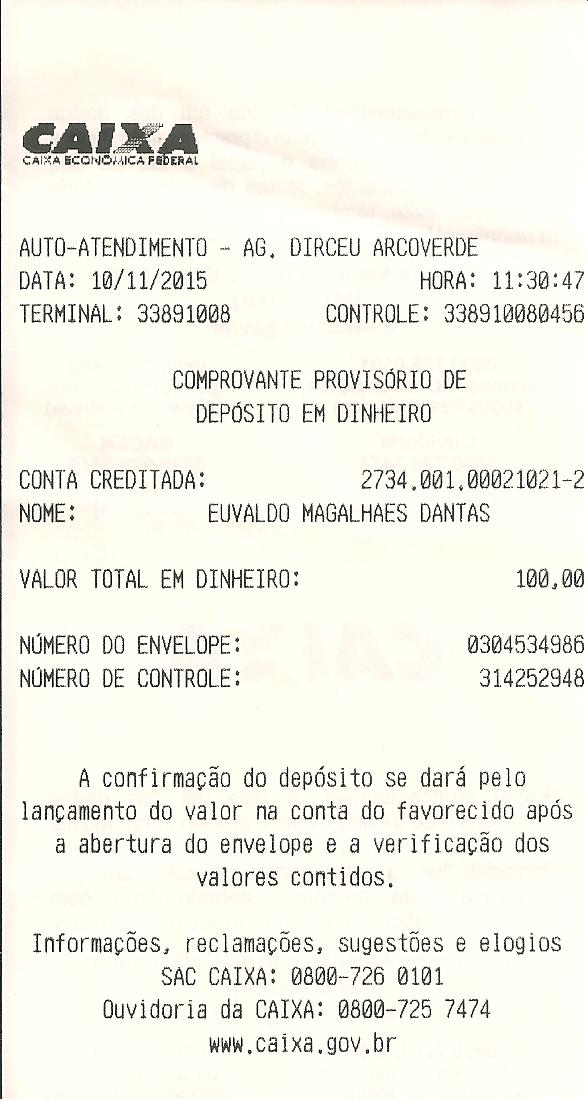 CAIXA
CAIXA ECONÔMICA FEDERAL
AUTO-ATENDIMENTO - AG. DIRCEU ARCOVERDE
DATA: 10/11/2015 HORA: 11:30:47
TERMINAL: 33891008 CONTROLE: 338910080456
COMPROVANTE PROVISÓRIO DE
DEPÓSITO EM DINHEIRO
CONTA CREDITADA: 2734.001.00021021-2
NOME: EUVALDO MAGALHAES DANTAS
VALOR TOTAL EM DINHEIRO: 100,00
NÚMERO DO ENVELOPE: 0304534986
NÚMERO DE CONTROLE: 314252948
A confirmação do depósito se dará pelo
lançamento do valor na conta do favorecido após
a abertura do envelope e a verificação dos
valores contidos.
Informações, reclamações, sugestões e elogios
SAC CAIXA: 0800-726 0101
Ouvidoria da CAIXA: 0800-725 7474
www.caixa.gov.br